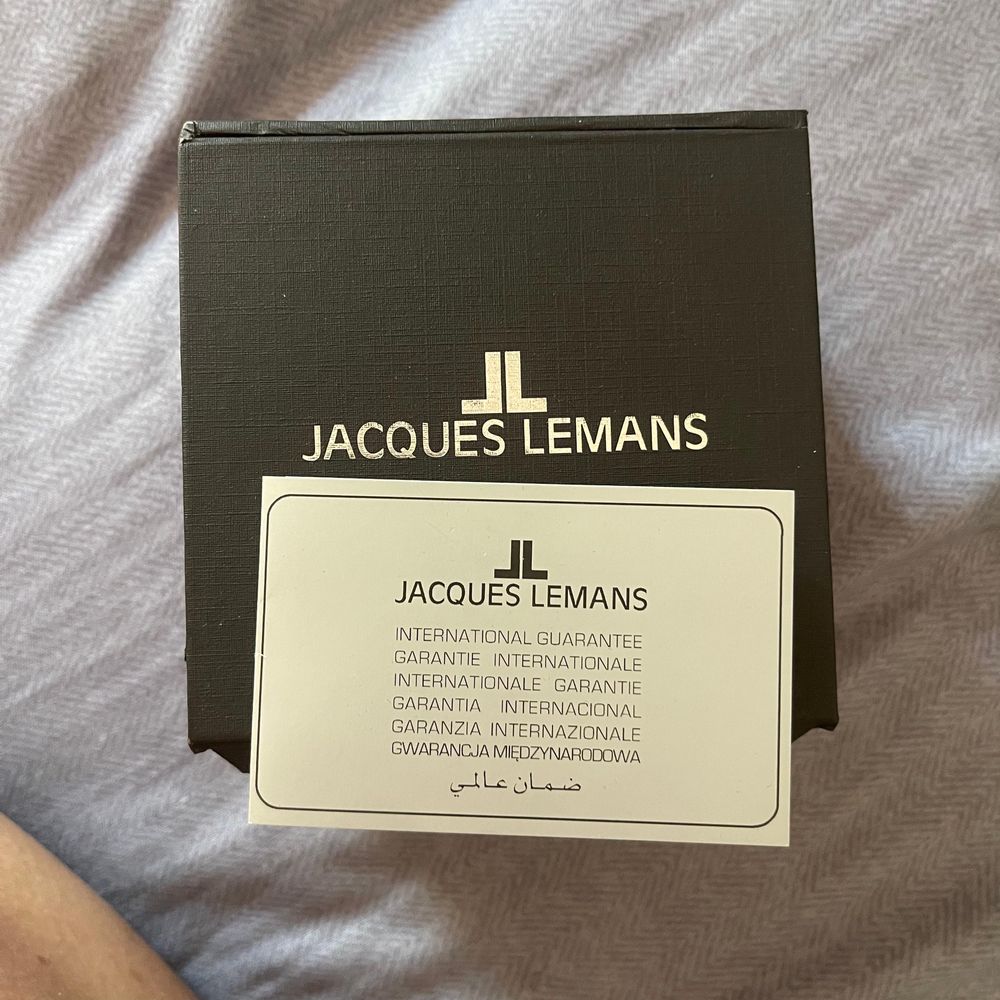 JL
JACQUES LEMANS
JL
JACQUES LEMANS
INTERNATIONAL GUARANTEE
GARANTIE INTERNATIONALE
INTERNATIONALE GARANTIE
GARANTIA INTERNACIONAL
GARANZIA INTERNAZIONALE
GWARANCJA MIĘDZYNARODOWA
ضمان عالمي